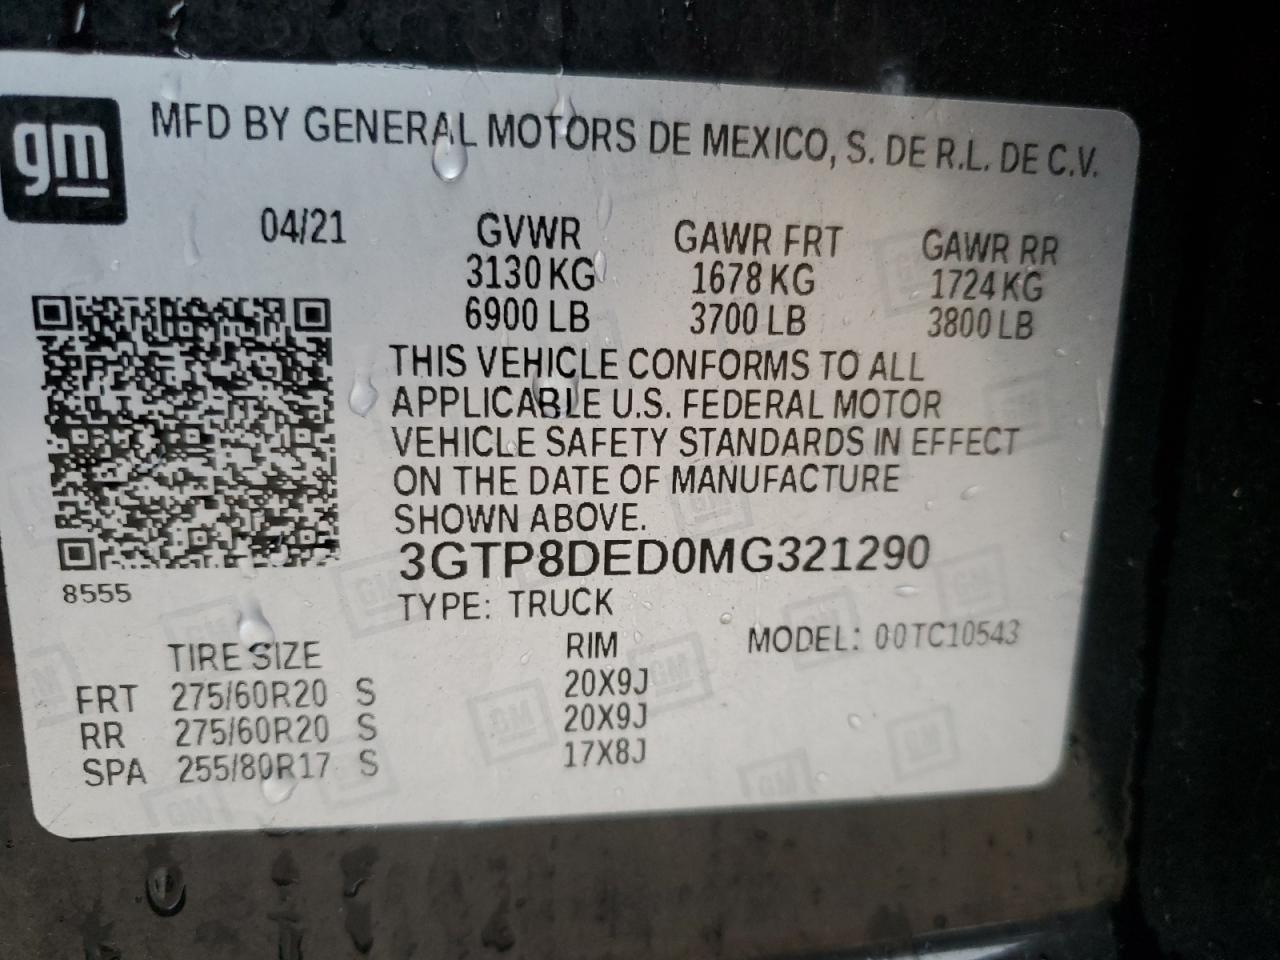 gm
MFD BY GENERAL MOTORS DE MEXICO, S. DE R.L. DE C.V.
04/21 GVWR GAWR FRT GAWR RR
3130 KG 1678 KG 1724 KG
6900 LB 3700 LB 3800 LB
THIS VEHICLE CONFORMS TO ALL
APPLICABLE U.S. FEDERAL MOTOR
VEHICLE SAFETY STANDARDS IN EFFECT
ON THE DATE OF MANUFACTURE
SHOWN ABOVE.
3GTP8DED0MG321290
8555
TYPE: TRUCK
TIRE SIZE RIM MODEL: 00TC10543
FRT 275/60R20 S 20X9J
RR 275/60R20 S 20X9J
SPA 255/80R17 S 17X8J